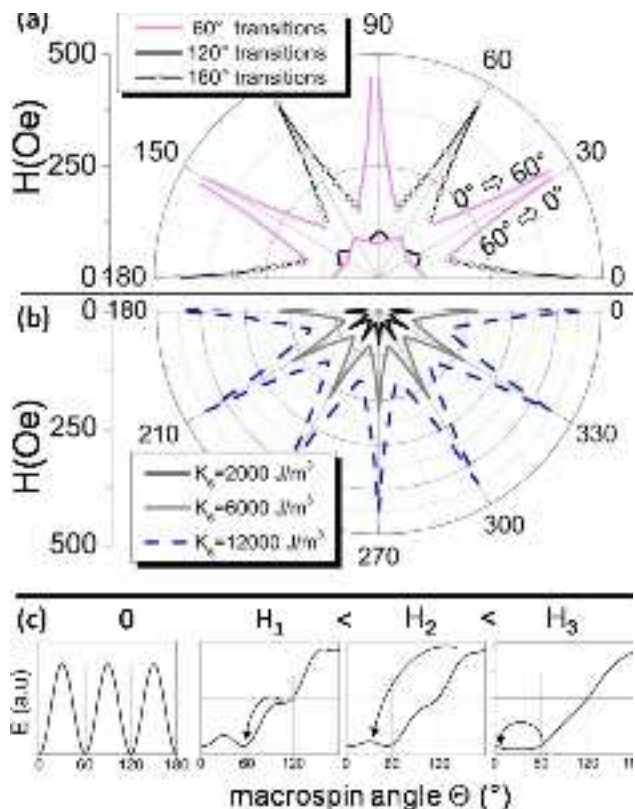 (a)
60° transitions
120° transitions
180° transitions
90
60
30
0
150
180
500
250
0
H(Oe)
0° ⇨ 60°
60° ⇨ 0°
(b)
0
250
500
H(Oe)
180
210
270
300
330
0
K₆=2000 J/m³
K₆=6000 J/m³
K₆=12000 J/m³
(c)
0 H₁ < H₂ < H₃
E (a.u)
0 60 120 180
0 60 120
0 60 120
0 60 120
macrospin angle Θ (°)